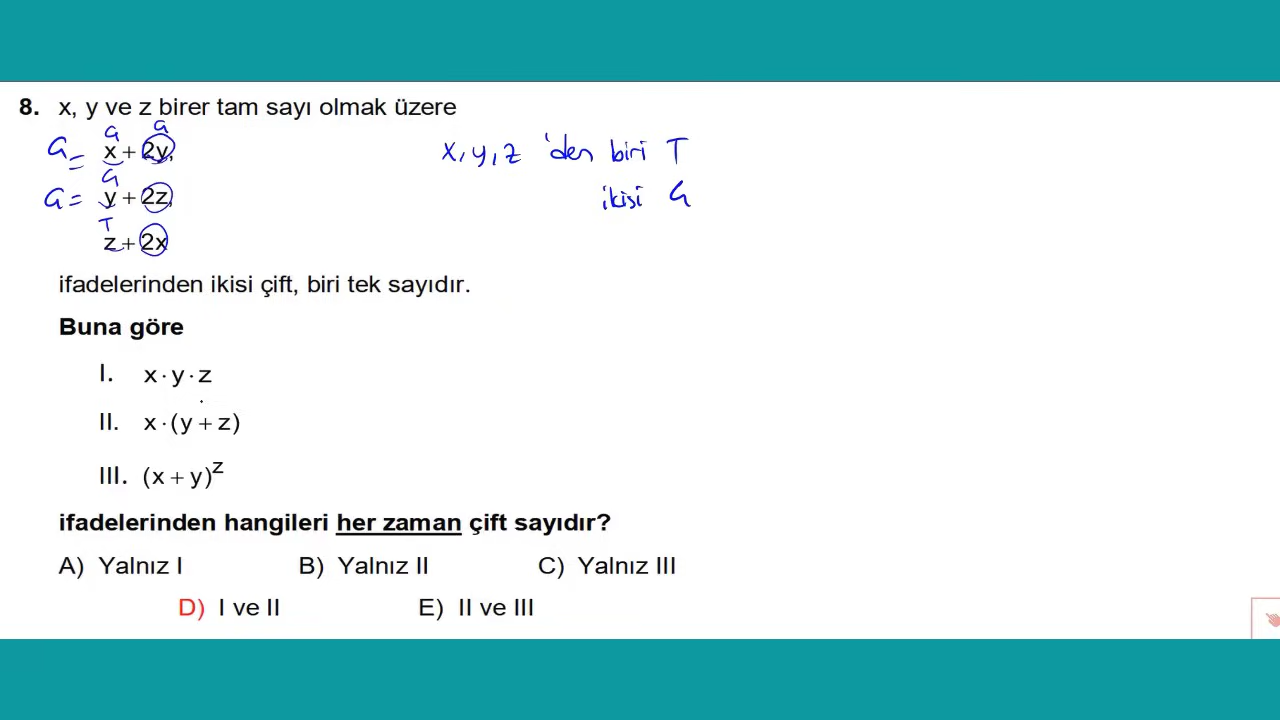 8. x, y ve z birer tam sayı olmak üzere
Ç Ç
Ç = x + 2y, x, y, z 'den biri T
Ç
Ç = y + 2z, ikisi Ç
T
z + 2x
ifadelerinden ikisi çift, biri tek sayıdır.
Buna göre
I. x · y · z
II. x · (y + z)
III. (x + y)^z
ifadelerinden hangileri her zaman çift sayıdır?
A) Yalnız I B) Yalnız II C) Yalnız III
D) I ve II E) II ve III